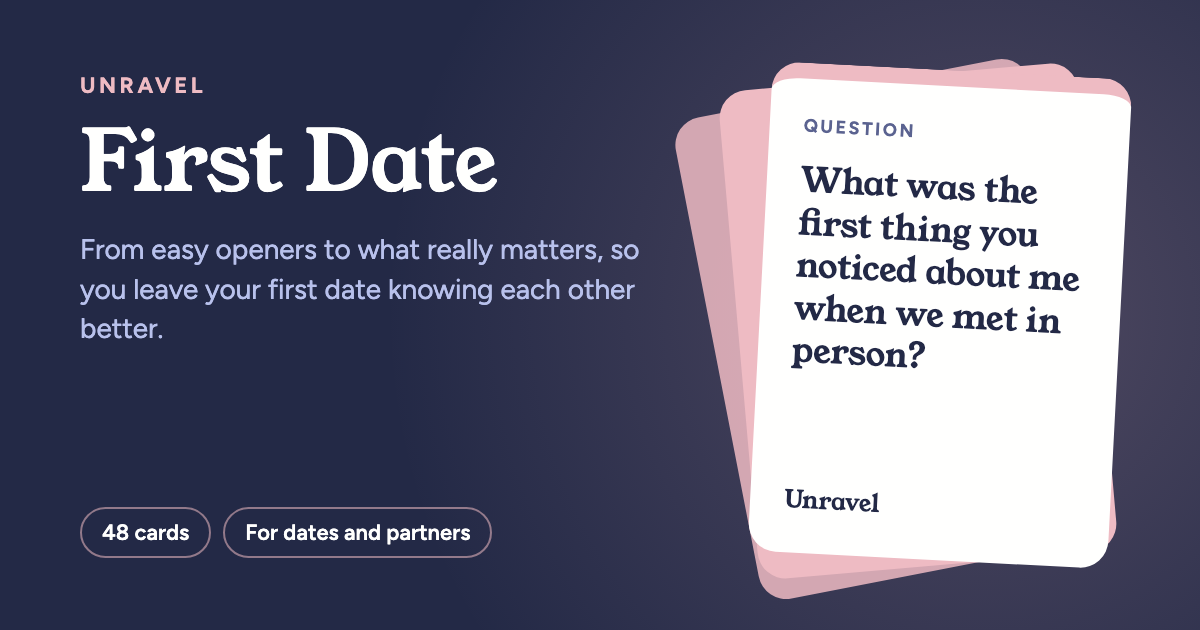 UNRAVEL
First Date
From easy openers to what really matters, so
you leave your first date knowing each other
better.
48 cards
For dates and partners
QUESTION
What was the
first thing you
noticed about me
when we met in
person?
Unravel